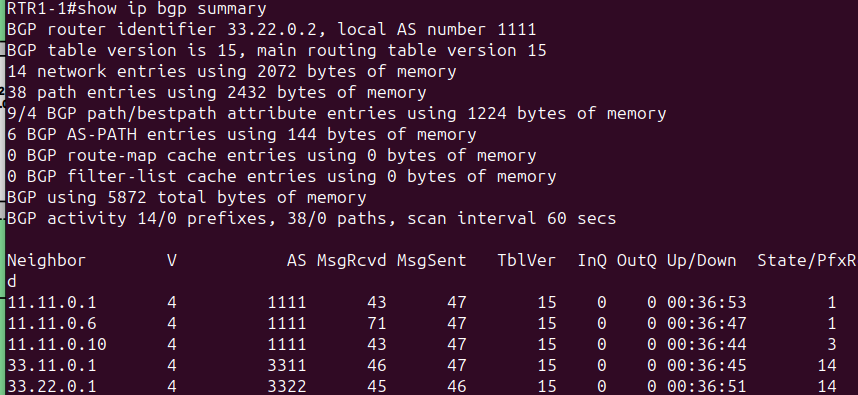 RTR1-1#show ip bgp summary
BGP router identifier 33.22.0.2, local AS number 1111
BGP table version is 15, main routing table version 15
14 network entries using 2072 bytes of memory
38 path entries using 2432 bytes of memory
9/4 BGP path/bestpath attribute entries using 1224 bytes of memory
6 BGP AS-PATH entries using 144 bytes of memory
0 BGP route-map cache entries using 0 bytes of memory
0 BGP filter-list cache entries using 0 bytes of memory
BGP using 5872 total bytes of memory
BGP activity 14/0 prefixes, 38/0 paths, scan interval 60 secs

Neighbor        V           AS MsgRcvd MsgSent   TblVer  InQ OutQ Up/Down  State/PfxR
d
11.11.0.1       4         1111      43      47       15    0    0 00:36:53        1
11.11.0.6       4         1111      71      47       15    0    0 00:36:47        1
11.11.0.10      4         1111      43      47       15    0    0 00:36:44        3
33.11.0.1       4         3311      46      47       15    0    0 00:36:45       14
33.22.0.1       4         3322      45      46       15    0    0 00:36:51       14